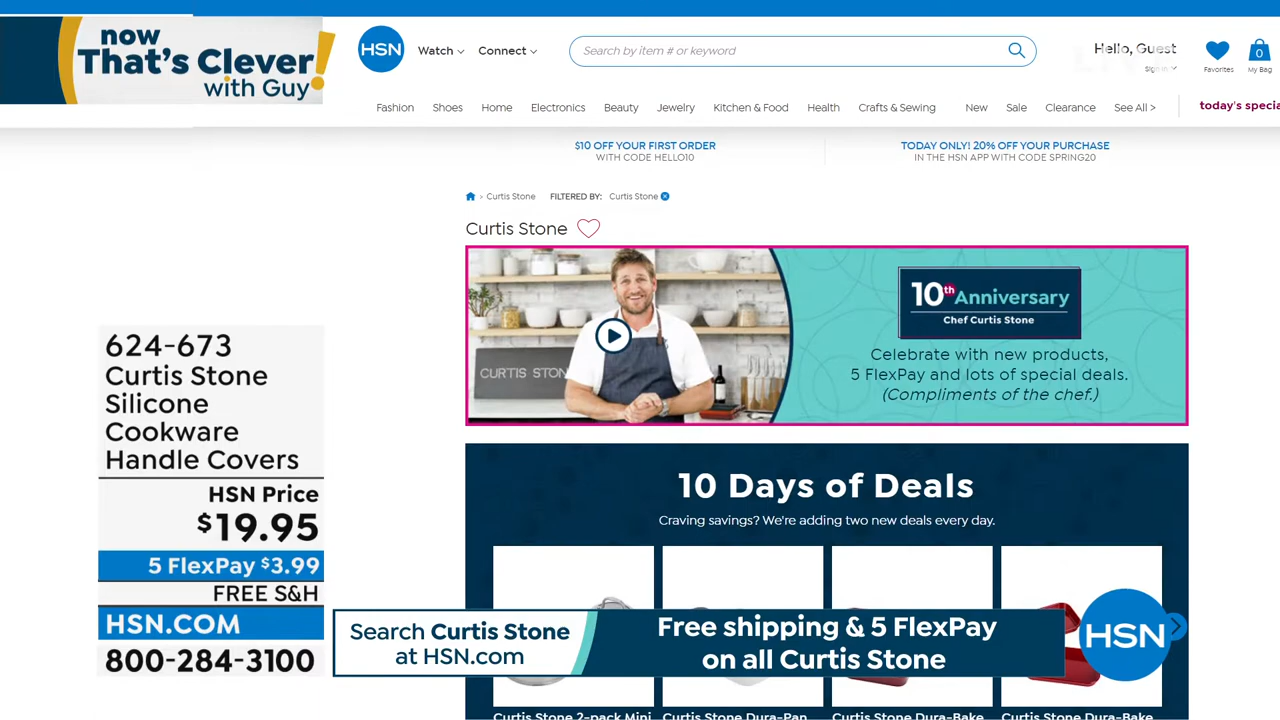 now
That's Clever!
with Guy
HSN
Watch
Connect
Search by item # or keyword
Hello, Guest
Sign in
Favorites
0
My Bag
Fashion
Shoes
Home
Electronics
Beauty
Jewelry
Kitchen & Food
Health
Crafts & Sewing
New
Sale
Clearance
See All >
today's specia
$10 OFF YOUR FIRST ORDER
WITH CODE HELLO10
TODAY ONLY! 20% OFF YOUR PURCHASE
IN THE HSN APP WITH CODE SPRING20
> Curtis Stone FILTERED BY: Curtis Stone
Curtis Stone
CURTIS STON
10th Anniversary
Chef Curtis Stone
Celebrate with new products,
5 FlexPay and lots of special deals.
(Compliments of the chef.)
624-673
Curtis Stone
Silicone
Cookware
Handle Covers
HSN Price
$19.95
5 FlexPay $3.99
FREE S&H
HSN.COM
800-284-3100
10 Days of Deals
Craving savings? We're adding two new deals every day.
Search Curtis Stone
at HSN.com
Free shipping & 5 FlexPay
on all Curtis Stone
HSN
Curtis Stone 2-pack Mini
Curtis Stone Dura-Pan
Curtis Stone Dura-Bake
Curtis Stone Dura-Bake